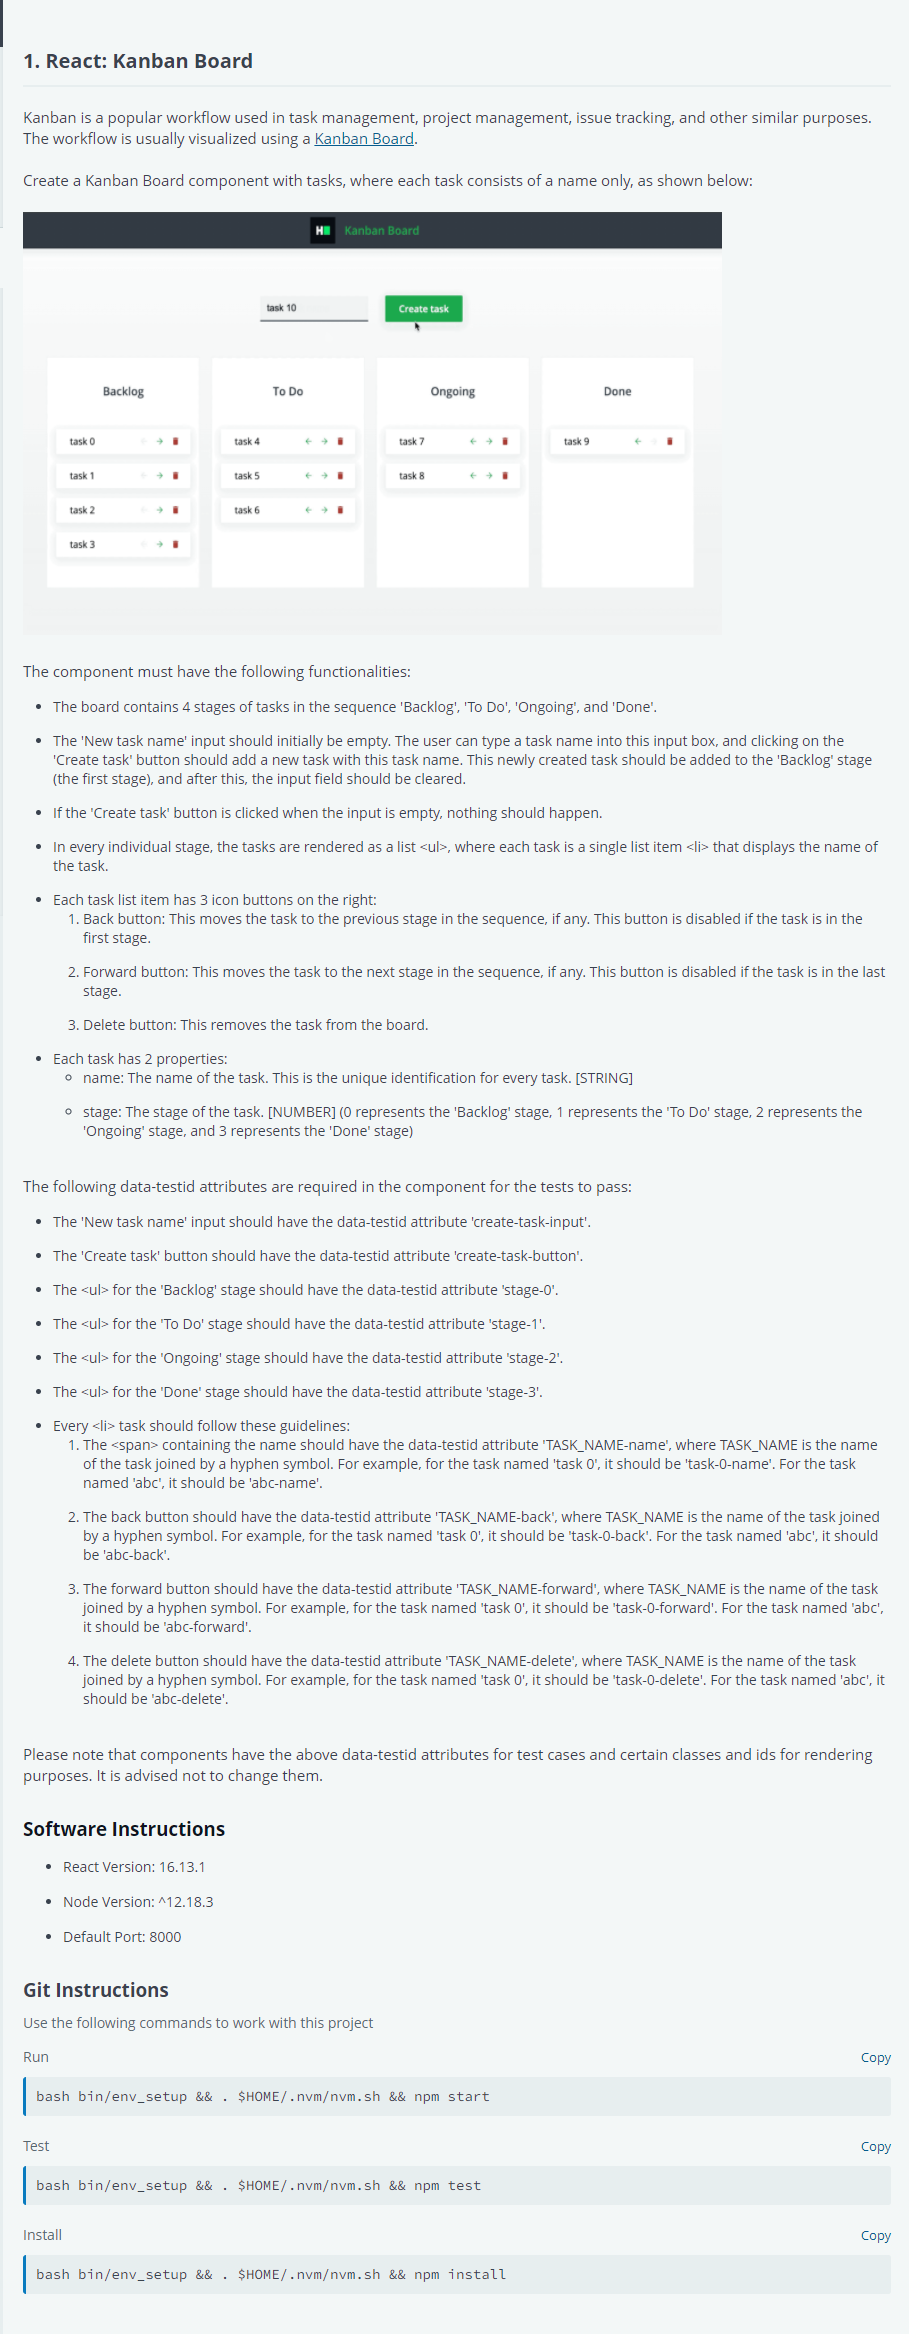 1. React: Kanban Board
Kanban is a popular workflow used in task management, project management, issue tracking, and other similar purposes.
The workflow is usually visualized using a Kanban Board.
Create a Kanban Board component with tasks, where each task consists of a name only, as shown below:
H
Kanban Board
task 10
Create task
Backlog
To Do
Ongoing
Done
task 0
task 4
task 7
task 9
task 1
task 5
task 8
task 2
task 6
task 3
The component must have the following functionalities:
• The board contains 4 stages of tasks in the sequence 'Backlog', 'To Do', 'Ongoing', and 'Done'.
• The 'New task name' input should initially be empty. The user can type a task name into this input box, and clicking on the
'Create task' button should add a new task with this task name. This newly created task should be added to the 'Backlog' stage
(the first stage), and after this, the input field should be cleared.
• If the 'Create task' button is clicked when the input is empty, nothing should happen.
• In every individual stage, the tasks are rendered as a list <ul>, where each task is a single list item <li> that displays the name of
the task.
• Each task list item has 3 icon buttons on the right:
1. Back button: This moves the task to the previous stage in the sequence, if any. This button is disabled if the task is in the
first stage.
2. Forward button: This moves the task to the next stage in the sequence, if any. This button is disabled if the task is in the last
stage.
3. Delete button: This removes the task from the board.
• Each task has 2 properties:
○ name: The name of the task. This is the unique identification for every task. [STRING]
○ stage: The stage of the task. [NUMBER] (0 represents the 'Backlog' stage, 1 represents the 'To Do' stage, 2 represents the
'Ongoing' stage, and 3 represents the 'Done' stage)
The following data-testid attributes are required in the component for the tests to pass:
• The 'New task name' input should have the data-testid attribute 'create-task-input'.
• The 'Create task' button should have the data-testid attribute 'create-task-button'.
• The <ul> for the 'Backlog' stage should have the data-testid attribute 'stage-0'.
• The <ul> for the 'To Do' stage should have the data-testid attribute 'stage-1'.
• The <ul> for the 'Ongoing' stage should have the data-testid attribute 'stage-2'.
• The <ul> for the 'Done' stage should have the data-testid attribute 'stage-3'.
• Every <li> task should follow these guidelines:
1. The <span> containing the name should have the data-testid attribute 'TASK_NAME-name', where TASK_NAME is the name
of the task joined by a hyphen symbol. For example, for the task named 'task 0', it should be 'task-0-name'. For the task
named 'abc', it should be 'abc-name'.
2. The back button should have the data-testid attribute 'TASK_NAME-back', where TASK_NAME is the name of the task joined
by a hyphen symbol. For example, for the task named 'task 0', it should be 'task-0-back'. For the task named 'abc', it should
be 'abc-back'.
3. The forward button should have the data-testid attribute 'TASK_NAME-forward', where TASK_NAME is the name of the task
joined by a hyphen symbol. For example, for the task named 'task 0', it should be 'task-0-forward'. For the task named 'abc',
it should be 'abc-forward'.
4. The delete button should have the data-testid attribute 'TASK_NAME-delete', where TASK_NAME is the name of the task
joined by a hyphen symbol. For example, for the task named 'task 0', it should be 'task-0-delete'. For the task named 'abc', it
should be 'abc-delete'.
Please note that components have the above data-testid attributes for test cases and certain classes and ids for rendering
purposes. It is advised not to change them.
Software Instructions
• React Version: 16.13.1
• Node Version: ^12.18.3
• Default Port: 8000
Git Instructions
Use the following commands to work with this project
Run
Copy
bash bin/env_setup && . $HOME/.nvm/nvm.sh && npm start
Test
Copy
bash bin/env_setup && . $HOME/.nvm/nvm.sh && npm test
Install
Copy
bash bin/env_setup && . $HOME/.nvm/nvm.sh && npm install